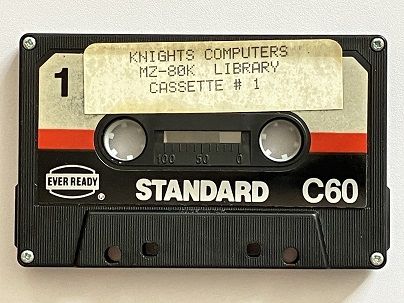 KNIGHTS COMPUTERS
MZ-80K LIBRARY
CASSETTE # 1
1
100 50 0
EVER READY ®
STANDARD C60